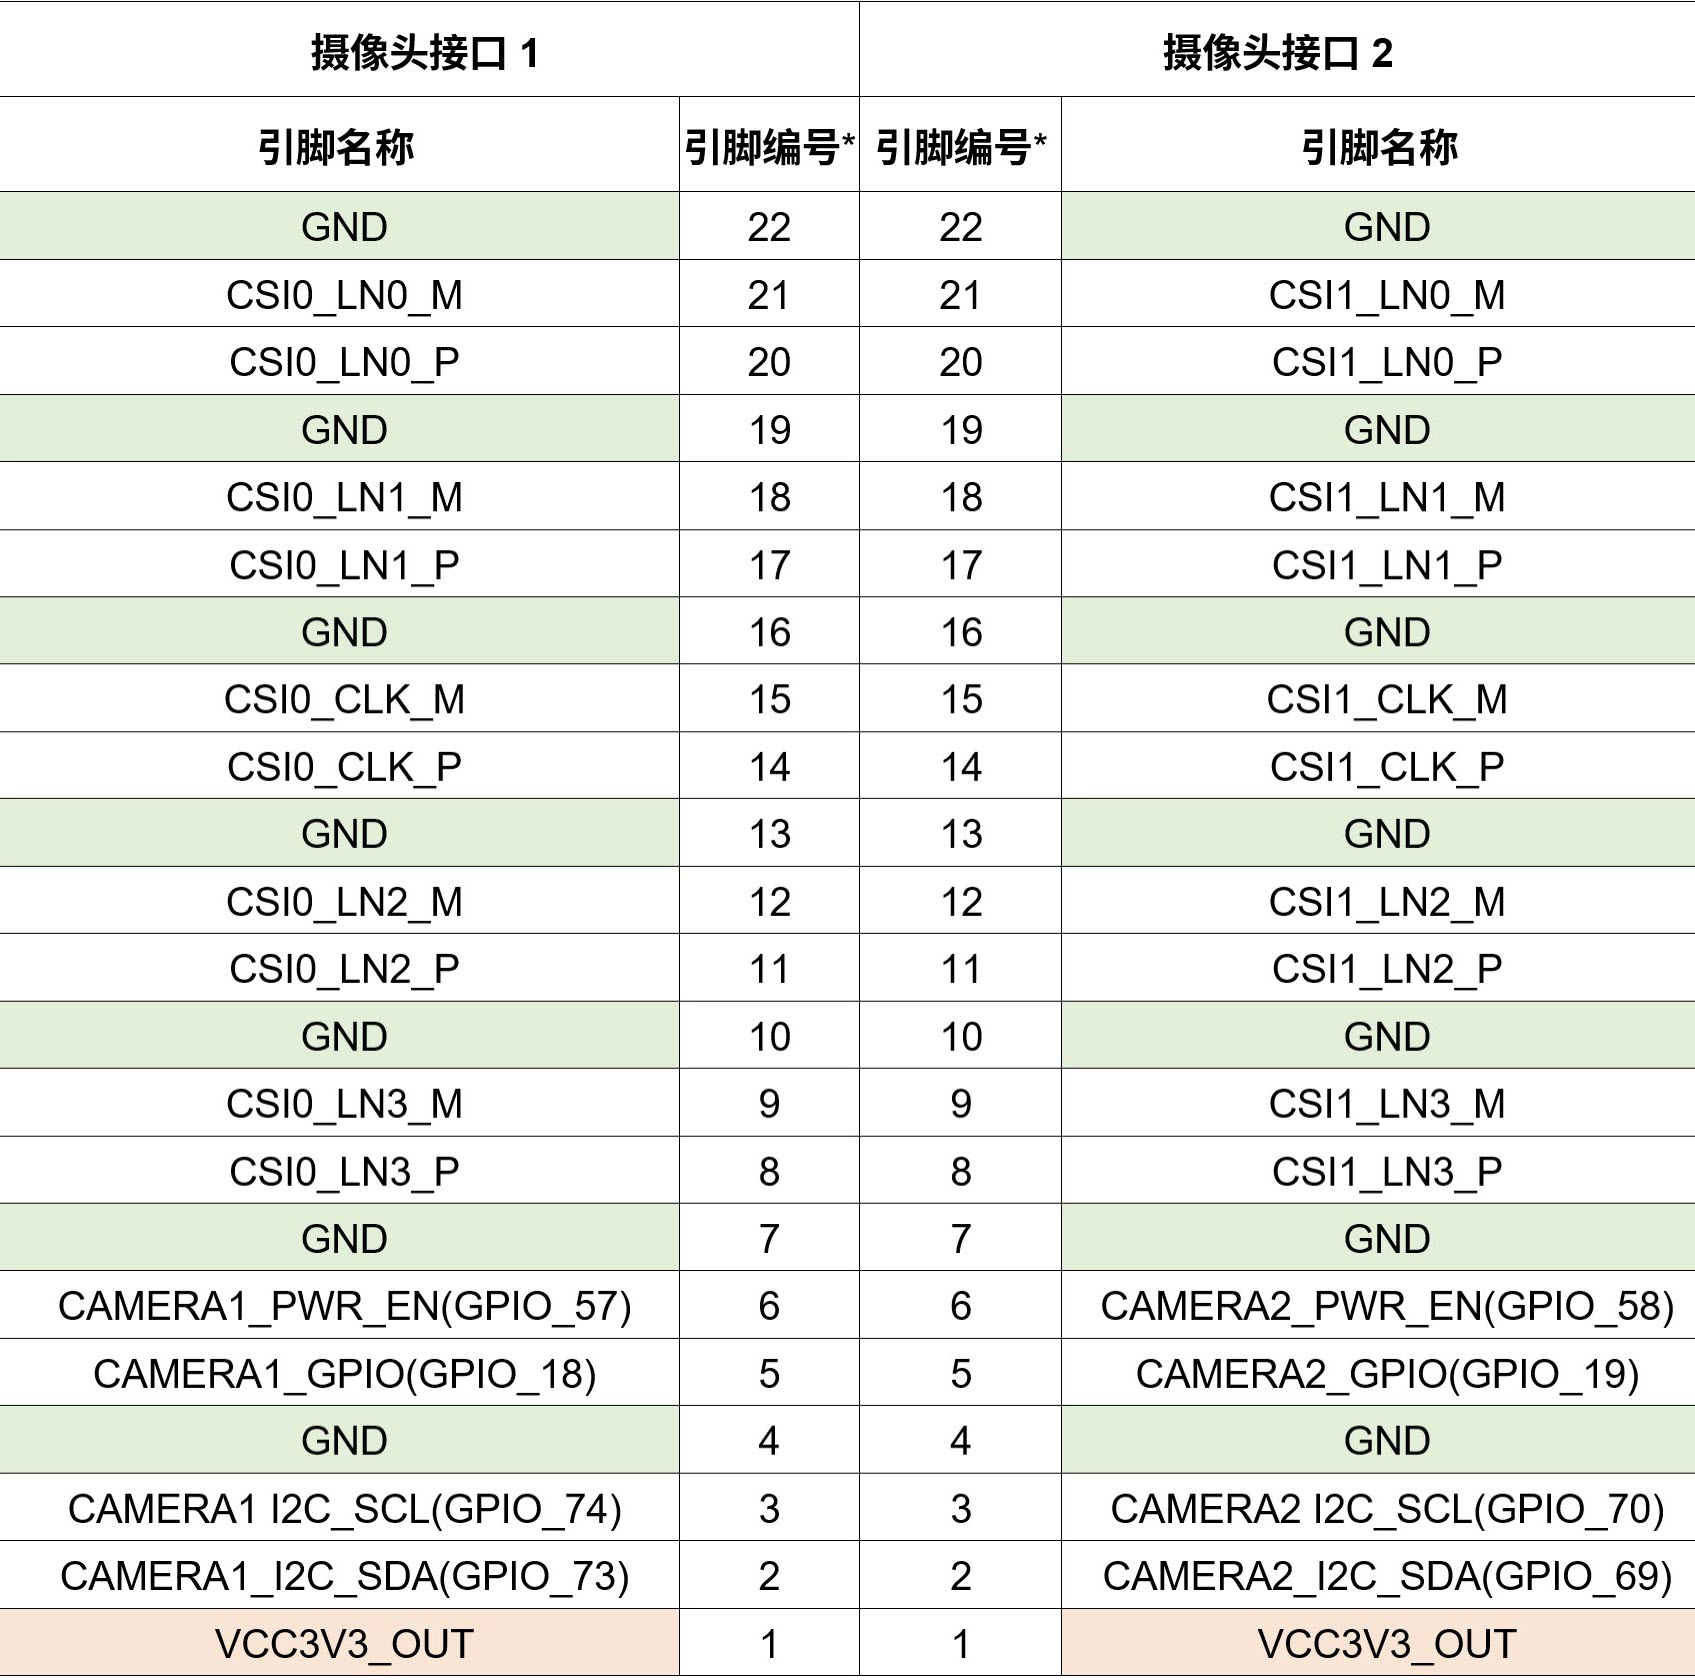 摄像头接口 1 摄像头接口 2
引脚名称 引脚编号* 引脚编号* 引脚名称
GND 22 22 GND
CSI0_LN0_M 21 21 CSI1_LN0_M
CSI0_LN0_P 20 20 CSI1_LN0_P
GND 19 19 GND
CSI0_LN1_M 18 18 CSI1_LN1_M
CSI0_LN1_P 17 17 CSI1_LN1_P
GND 16 16 GND
CSI0_CLK_M 15 15 CSI1_CLK_M
CSI0_CLK_P 14 14 CSI1_CLK_P
GND 13 13 GND
CSI0_LN2_M 12 12 CSI1_LN2_M
CSI0_LN2_P 11 11 CSI1_LN2_P
GND 10 10 GND
CSI0_LN3_M 9 9 CSI1_LN3_M
CSI0_LN3_P 8 8 CSI1_LN3_P
GND 7 7 GND
CAMERA1_PWR_EN(GPIO_57) 6 6 CAMERA2_PWR_EN(GPIO_58)
CAMERA1_GPIO(GPIO_18) 5 5 CAMERA2_GPIO(GPIO_19)
GND 4 4 GND
CAMERA1 I2C_SCL(GPIO_74) 3 3 CAMERA2 I2C_SCL(GPIO_70)
CAMERA1_I2C_SDA(GPIO_73) 2 2 CAMERA2_I2C_SDA(GPIO_69)
VCC3V3_OUT 1 1 VCC3V3_OUT